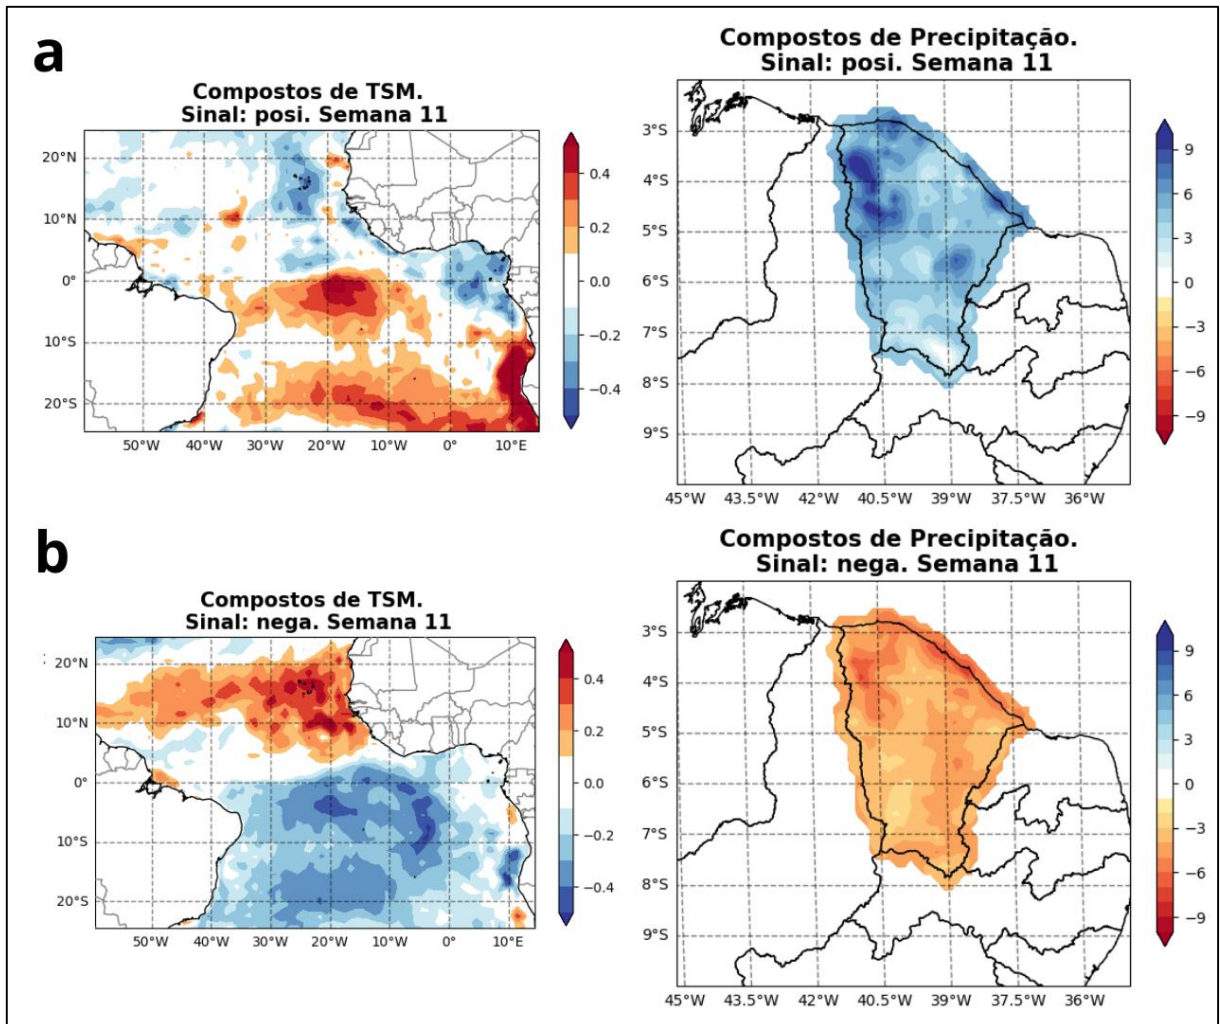 a
Compostos de TSM.
Sinal: posi. Semana 11
20°N
10°N
0°
10°S
20°S
50°W 40°W 30°W 20°W 10°W 0° 10°E
0.4
0.2
0.0
−0.2
−0.4
Compostos de Precipitação.
Sinal: posi. Semana 11
3°S
4°S
5°S
6°S
7°S
8°S
9°S
45°W 43.5°W 42°W 40.5°W 39°W 37.5°W 36°W
9
6
3
0
−3
−6
−9
b
Compostos de TSM.
Sinal: nega. Semana 11
20°N
10°N
0°
10°S
20°S
50°W 40°W 30°W 20°W 10°W 0° 10°E
0.4
0.2
0.0
−0.2
−0.4
Compostos de Precipitação.
Sinal: nega. Semana 11
3°S
4°S
5°S
6°S
7°S
8°S
9°S
45°W 43.5°W 42°W 40.5°W 39°W 37.5°W 36°W
9
6
3
0
−3
−6
−9